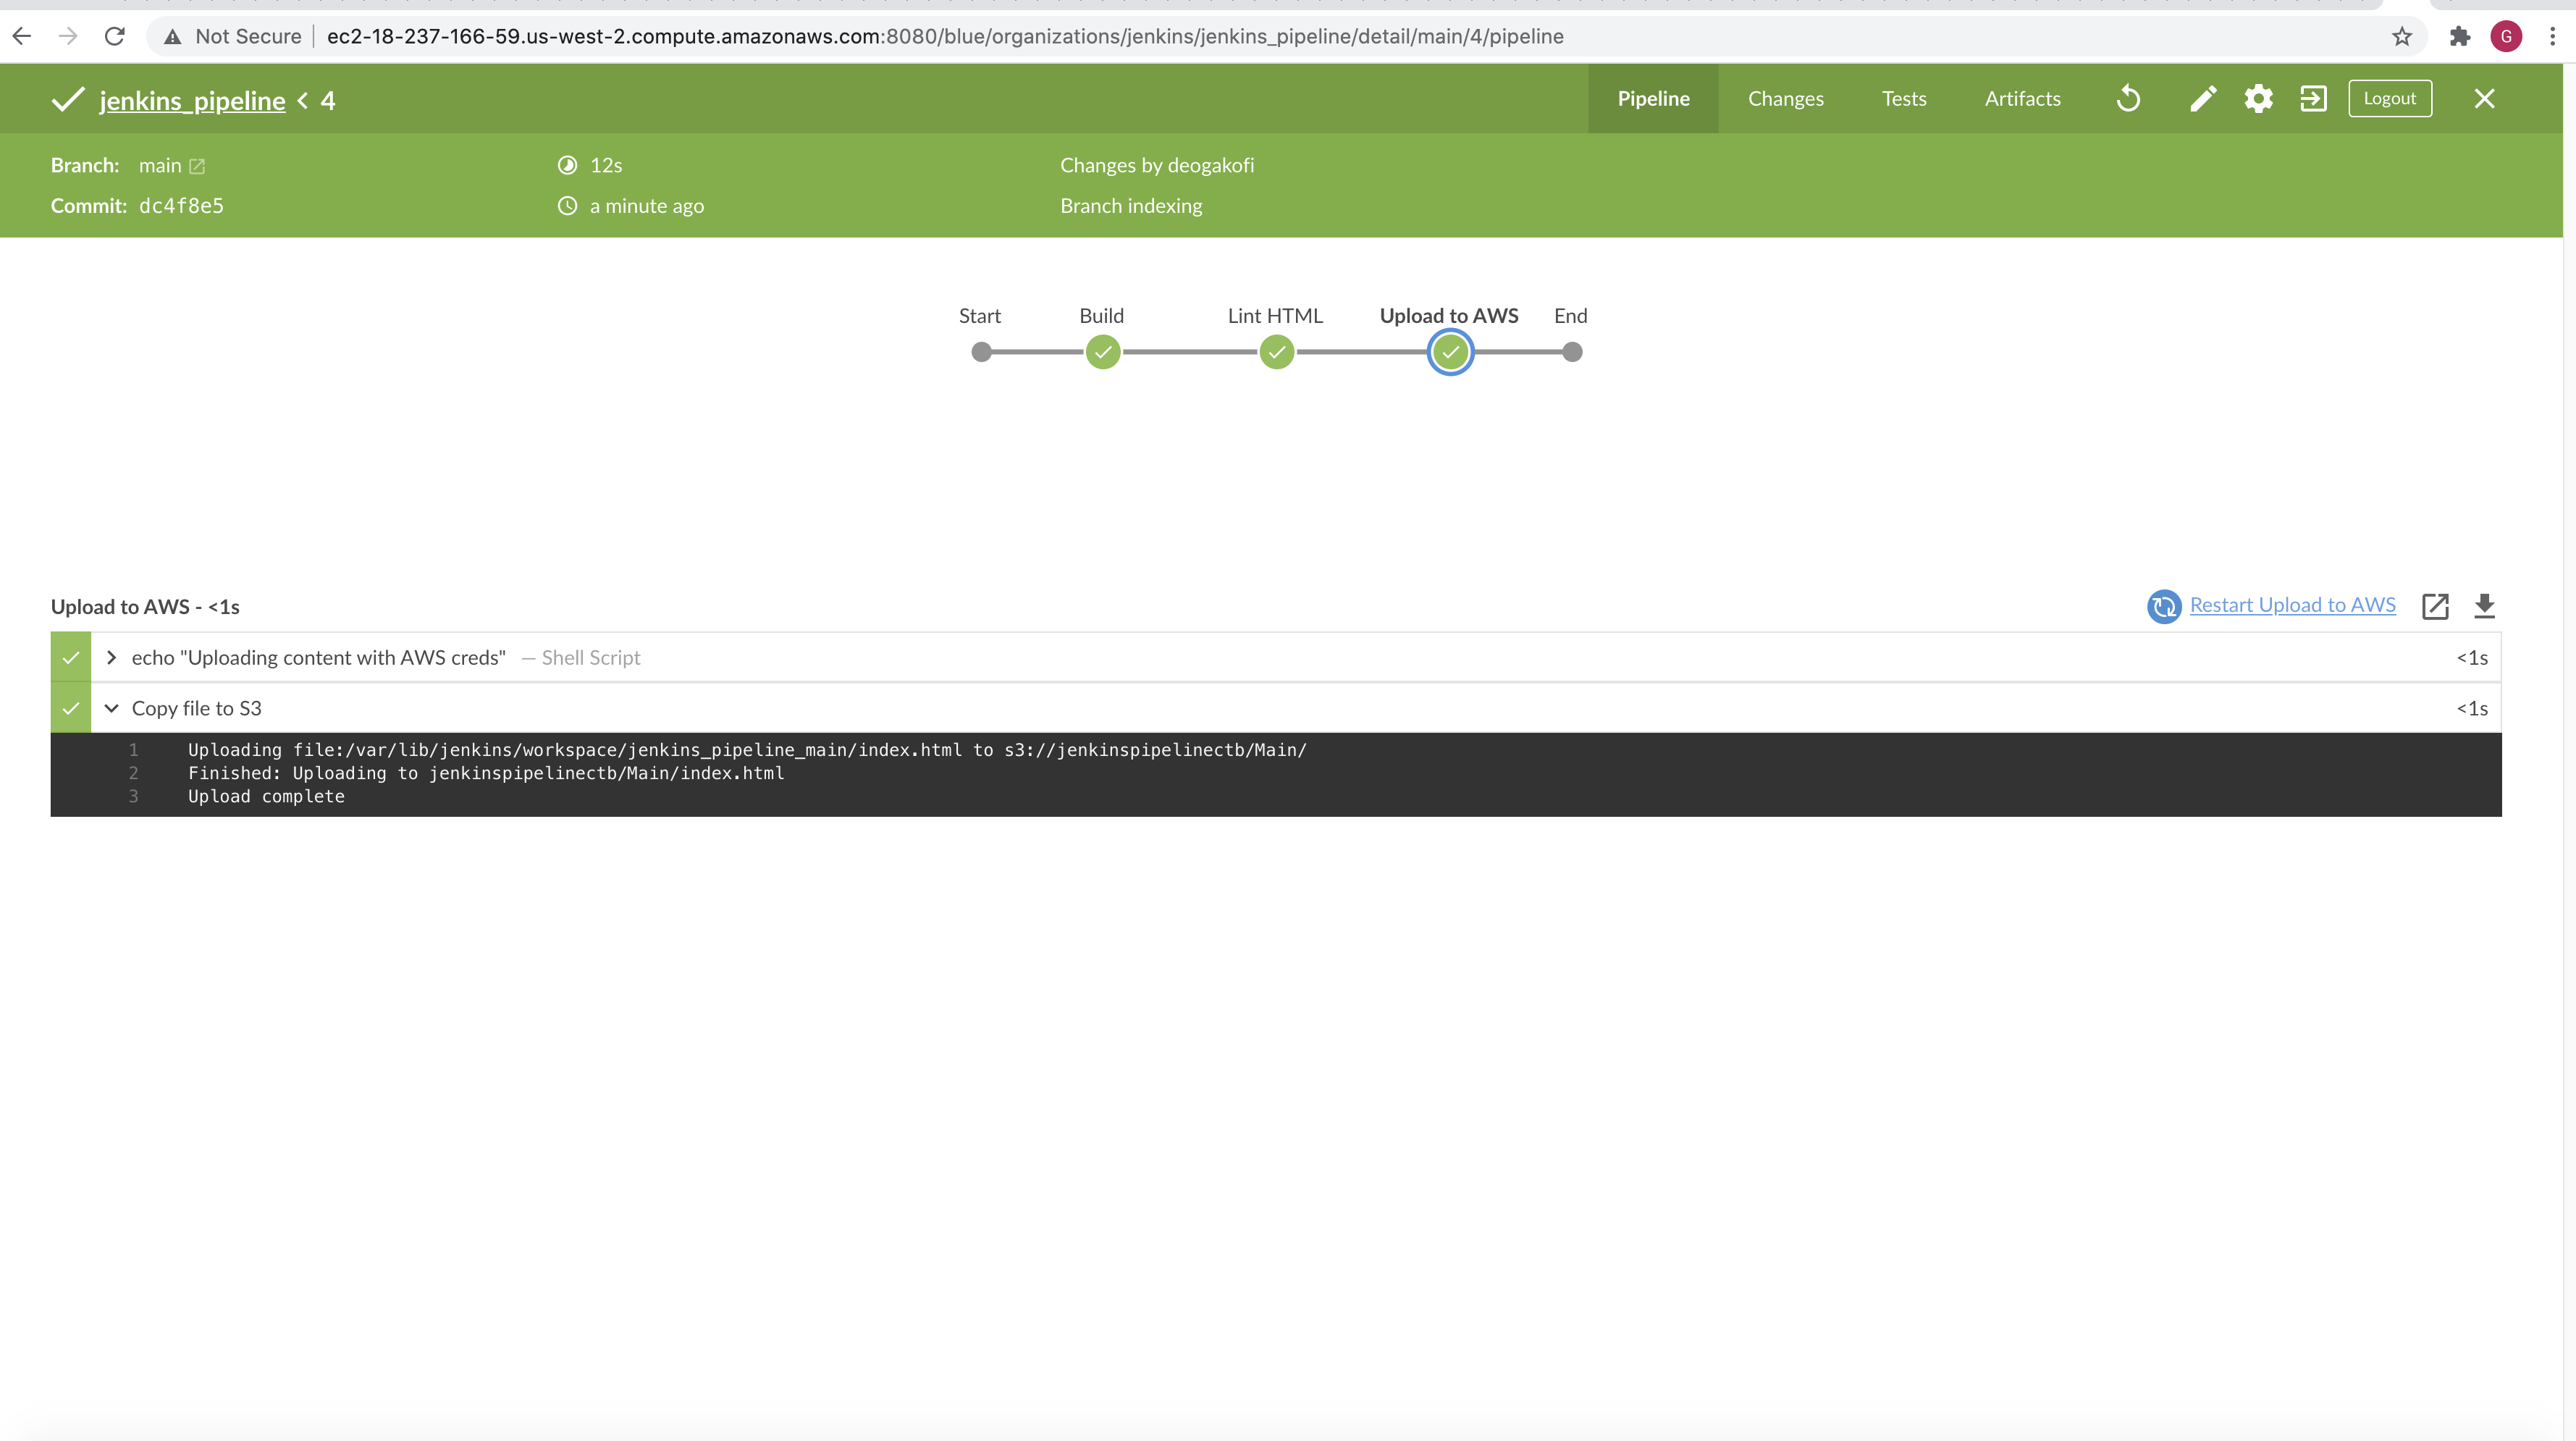 Not Secure ec2-18-237-166-59.us-west-2.compute.amazonaws.com:8080/blue/organizations/jenkins/jenkins_pipeline/detail/main/4/pipeline G
jenkins_pipeline < 4 Pipeline Changes Tests Artifacts Logout
Branch: main 12s Changes by deogakofi
Commit: dc4f8e5 a minute ago Branch indexing
Start Build Lint HTML Upload to AWS End
Upload to AWS - <1s Restart Upload to AWS
echo "Uploading content with AWS creds" — Shell Script <1s
Copy file to S3 <1s
1 Uploading file:/var/lib/jenkins/workspace/jenkins_pipeline_main/index.html to s3://jenkinspipelinectb/Main/
2 Finished: Uploading to jenkinspipelinectb/Main/index.html
3 Upload complete